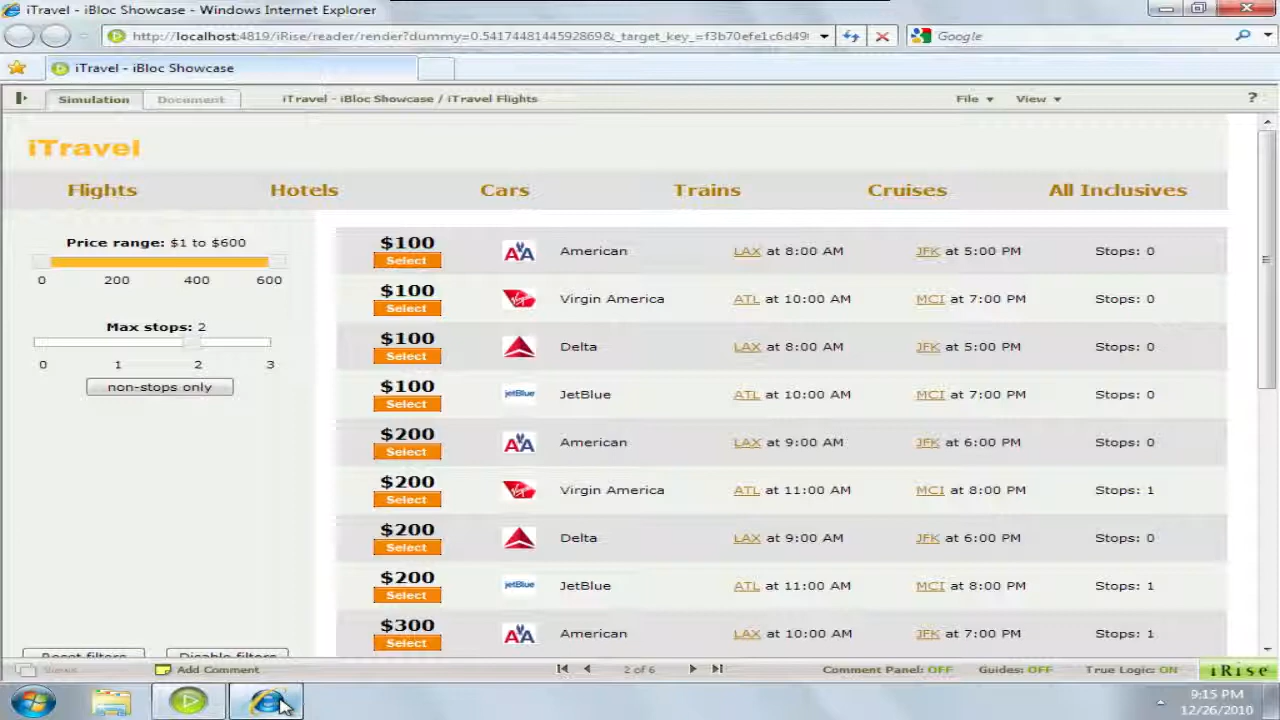 iTravel - iBloc Showcase - Windows Internet Explorer
http://localhost:4819/iRise/reader/render?dummy=0.5417448144592869&_target_key_=f3b70efe1c6d49
Google
iTravel - iBloc Showcase
Simulation Document iTravel - iBloc Showcase / iTravel Flights File View ?
iTravel
Flights Hotels Cars Trains Cruises All Inclusives
Price range: $1 to $600
0 200 400 600
Max stops: 2
0 1 2 3
non-stops only
Reset filters Disable filters
$100 Select American LAX at 8:00 AM JFK at 5:00 PM Stops: 0
$100 Select Virgin America ATL at 10:00 AM MCI at 7:00 PM Stops: 0
$100 Select Delta LAX at 8:00 AM JFK at 5:00 PM Stops: 0
$100 Select jetBlue JetBlue ATL at 10:00 AM MCI at 7:00 PM Stops: 0
$200 Select American LAX at 9:00 AM JFK at 6:00 PM Stops: 0
$200 Select Virgin America ATL at 11:00 AM MCI at 8:00 PM Stops: 1
$200 Select Delta LAX at 9:00 AM JFK at 6:00 PM Stops: 0
$200 Select jetBlue JetBlue ATL at 11:00 AM MCI at 8:00 PM Stops: 1
$300 Select American LAX at 10:00 AM JFK at 7:00 PM Stops: 1
Add Comment 2 of 6 Comment Panel: OFF Guides: OFF True Logic: ON iRise
9:15 PM
12/26/2010